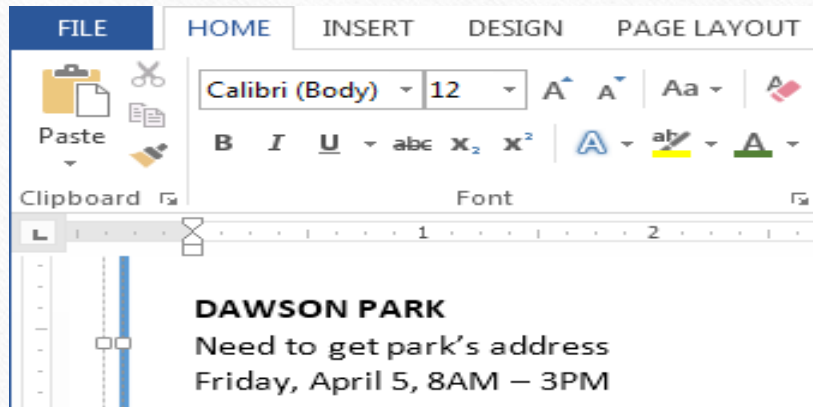 FILE HOME INSERT DESIGN PAGE LAYOUT
Calibri (Body) 12 A A Aa A
Paste
B I U abc X₂ X² A ab A
Clipboard Font
L 1 2
DAWSON PARK
Need to get park's address
Friday, April 5, 8AM – 3PM